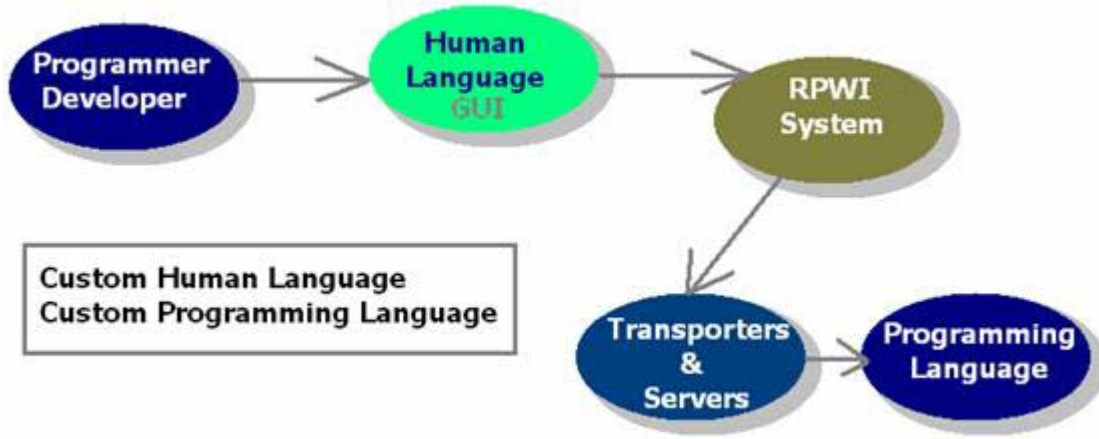 Programmer
Developer
Human
Language
GUI
RPWI
System
Custom Human Language
Custom Programming Language
Transporters
&
Servers
Programming
Language